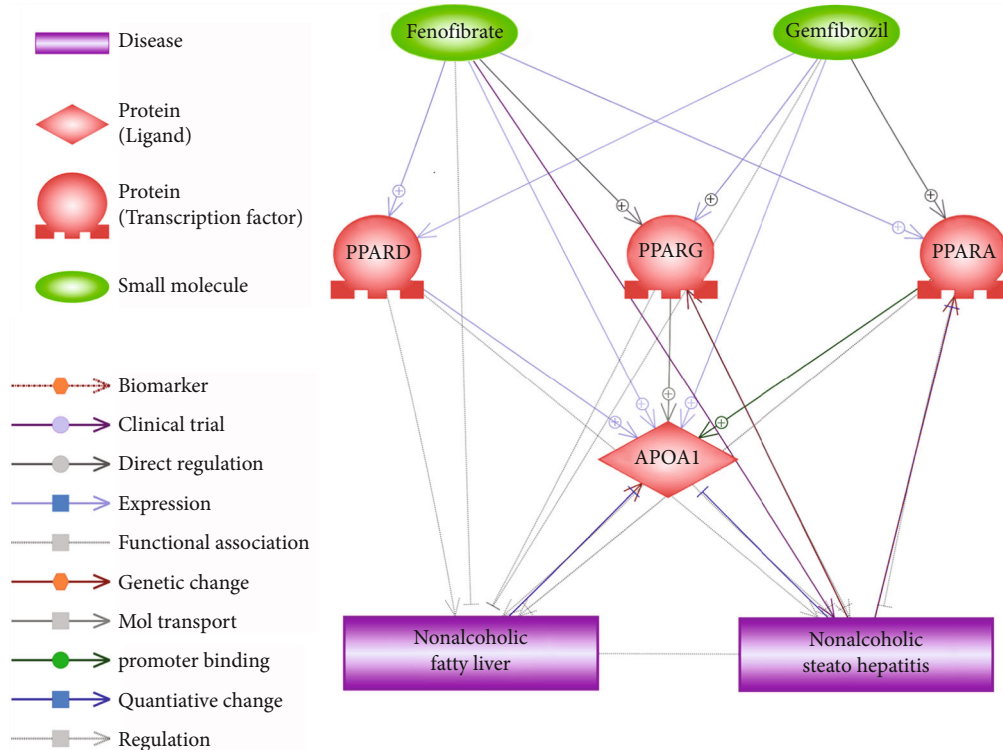 Disease
Protein
(Ligand)
Protein
(Transcription factor)
Small molecule
Biomarker
Clinical trial
Direct regulation
Expression
Functional association
Genetic change
Mol transport
promoter binding
Quantiative change
Regulation
Fenofibrate
Gemfibrozil
PPARD
PPARG
PPARA
APOA1
Nonalcoholic
fatty liver
Nonalcoholic
steato hepatitis